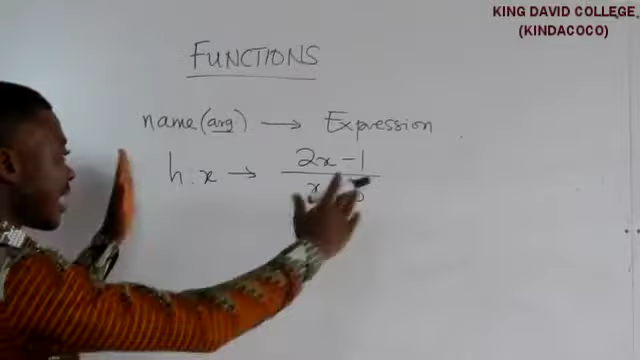 KING DAVID COLLEGE
(KINDACOCO)
FUNCTIONS
name(arg) → Expression
h:x → 2x-1
x